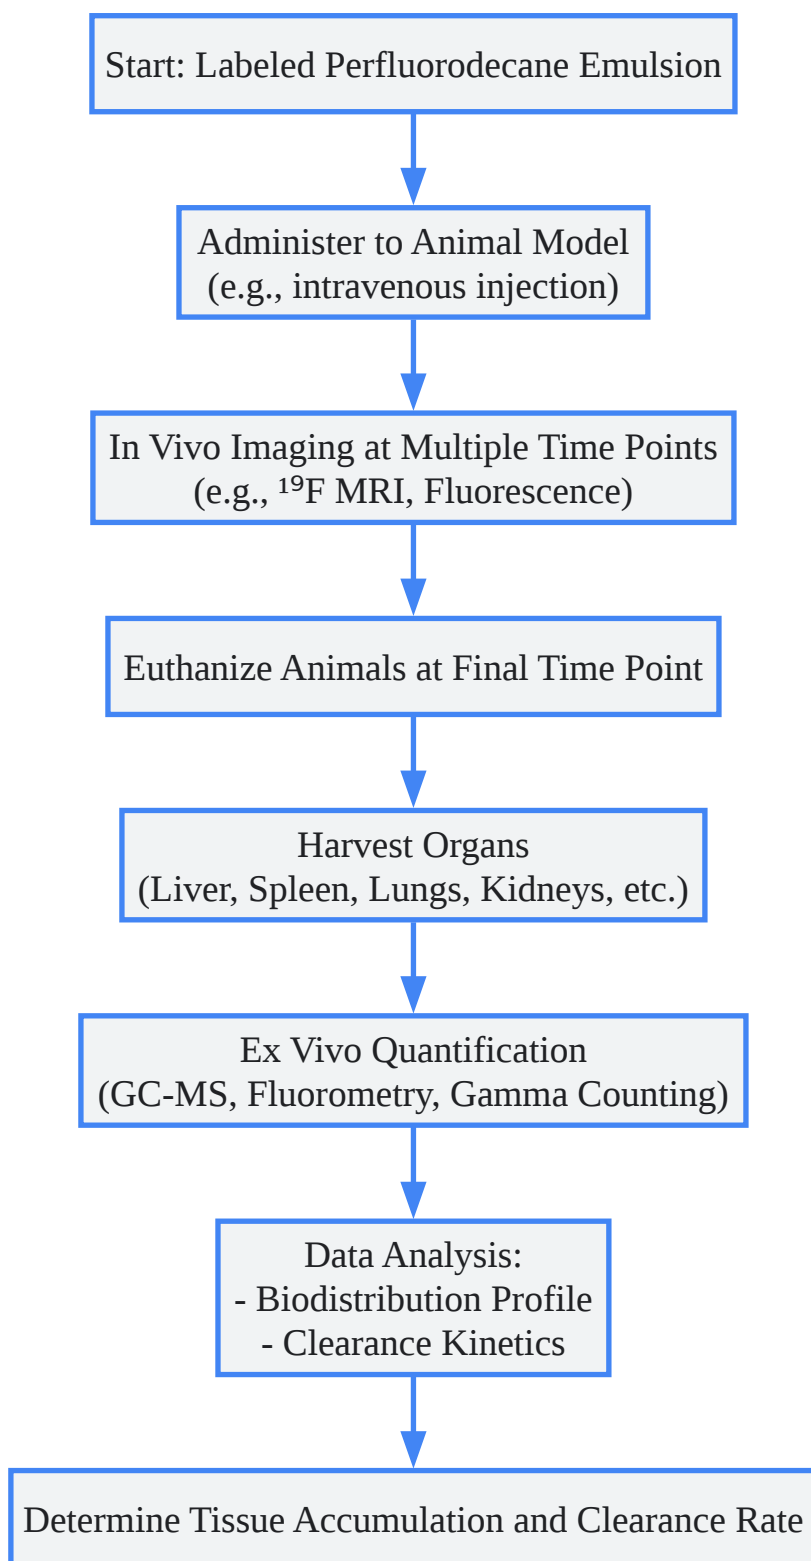 Start: Labeled Perfluorodecane Emulsion
Administer to Animal Model
(e.g., intravenous injection)
In Vivo Imaging at Multiple Time Points
(e.g., ¹⁹F MRI, Fluorescence)
Euthanize Animals at Final Time Point
Harvest Organs
(Liver, Spleen, Lungs, Kidneys, etc.)
Ex Vivo Quantification
(GC-MS, Fluorometry, Gamma Counting)
Data Analysis:
- Biodistribution Profile
- Clearance Kinetics
Determine Tissue Accumulation and Clearance Rate